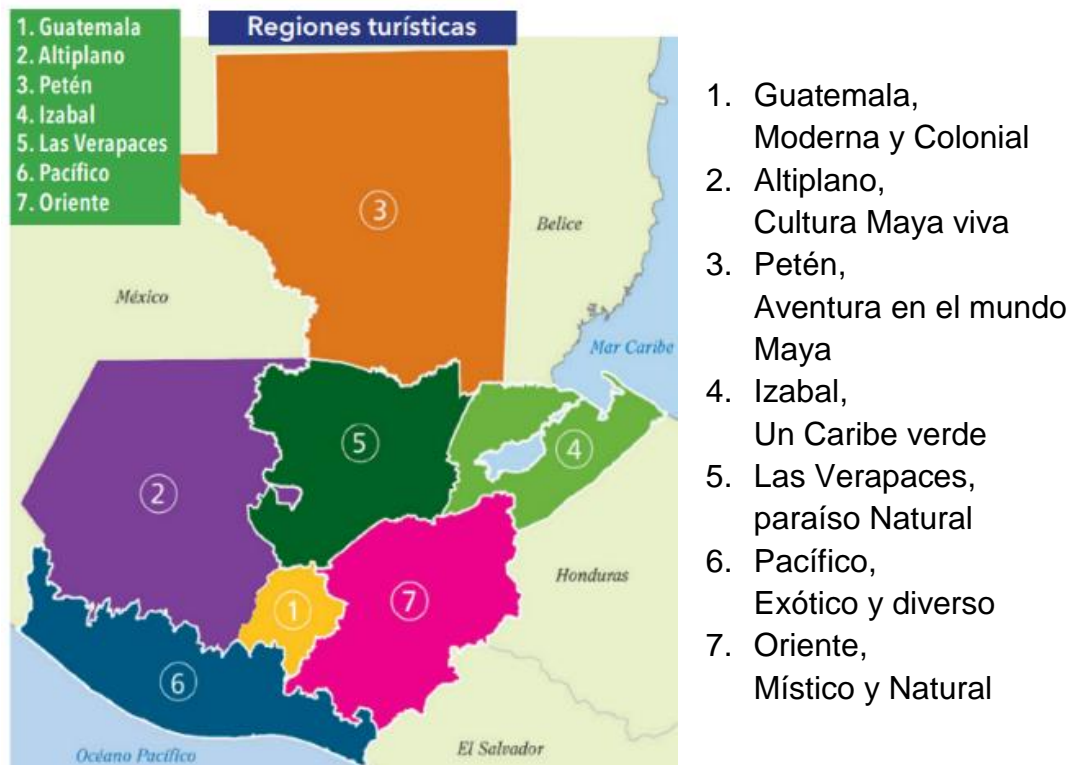 Regiones turísticas
1. Guatemala
2. Altiplano
3. Petén
4. Izabal
5. Las Verapaces
6. Pacífico
7. Oriente
3
Belice
México
Mar Caribe
5
4
2
Honduras
1
7
6
El Salvador
Océano Pacífico
1. Guatemala,
Moderna y Colonial
2. Altiplano,
Cultura Maya viva
3. Petén,
Aventura en el mundo
Maya
4. Izabal,
Un Caribe verde
5. Las Verapaces,
paraíso Natural
6. Pacífico,
Exótico y diverso
7. Oriente,
Místico y Natural